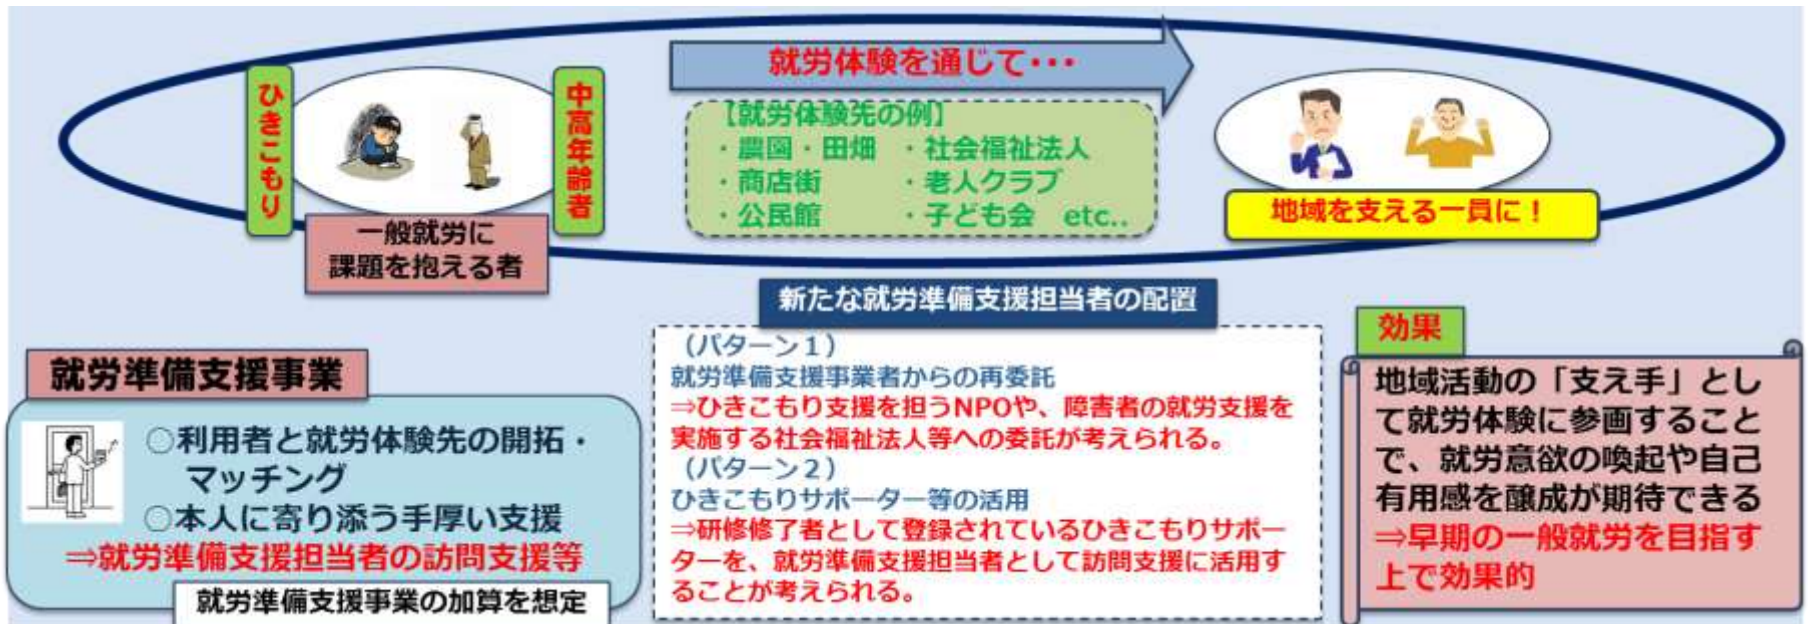 就労体験を通じて･･･
ひきこもり
中高年齢者
一般就労に
課題を抱える者
【就労体験先の例】
・農園・田畑　・社会福祉法人
・商店街　・老人クラブ
・公民館　・子ども会　etc..
地域を支える一員に！
就労準備支援事業
○利用者と就労体験先の開拓・
マッチング
○本人に寄り添う手厚い支援
⇒就労準備支援担当者の訪問支援等
就労準備支援事業の加算を想定
新たな就労準備支援担当者の配置
（パターン１）
就労準備支援事業者からの再委託
⇒ひきこもり支援を担うNPOや、障害者の就労支援を
実施する社会福祉法人等への委託が考えられる。
（パターン２）
ひきこもりサポーター等の活用
⇒研修修了者として登録されているひきこもりサポー
ターを、就労準備支援担当者として訪問支援に活用す
ることが考えられる。
効果
地域活動の「支え手」とし
て就労体験に参画すること
で、就労意欲の喚起や自己
有用感を醸成が期待できる
⇒早期の一般就労を目指す
上で効果的